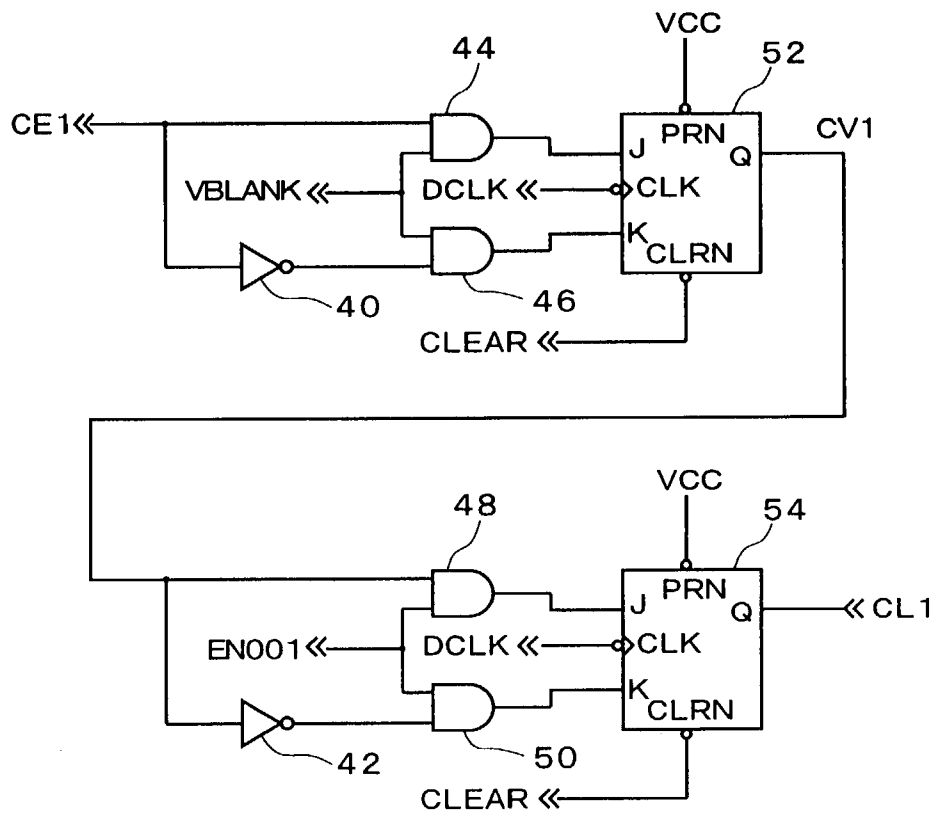 VCC
44
52
CE1
PRN
CV1
J
Q
VBLANK
DCLK
CLK
K
CLRN
40
46
CLEAR
VCC
48
54
PRN
J
Q
CL1
EN001
DCLK
CLK
K
CLRN
42
50
CLEAR